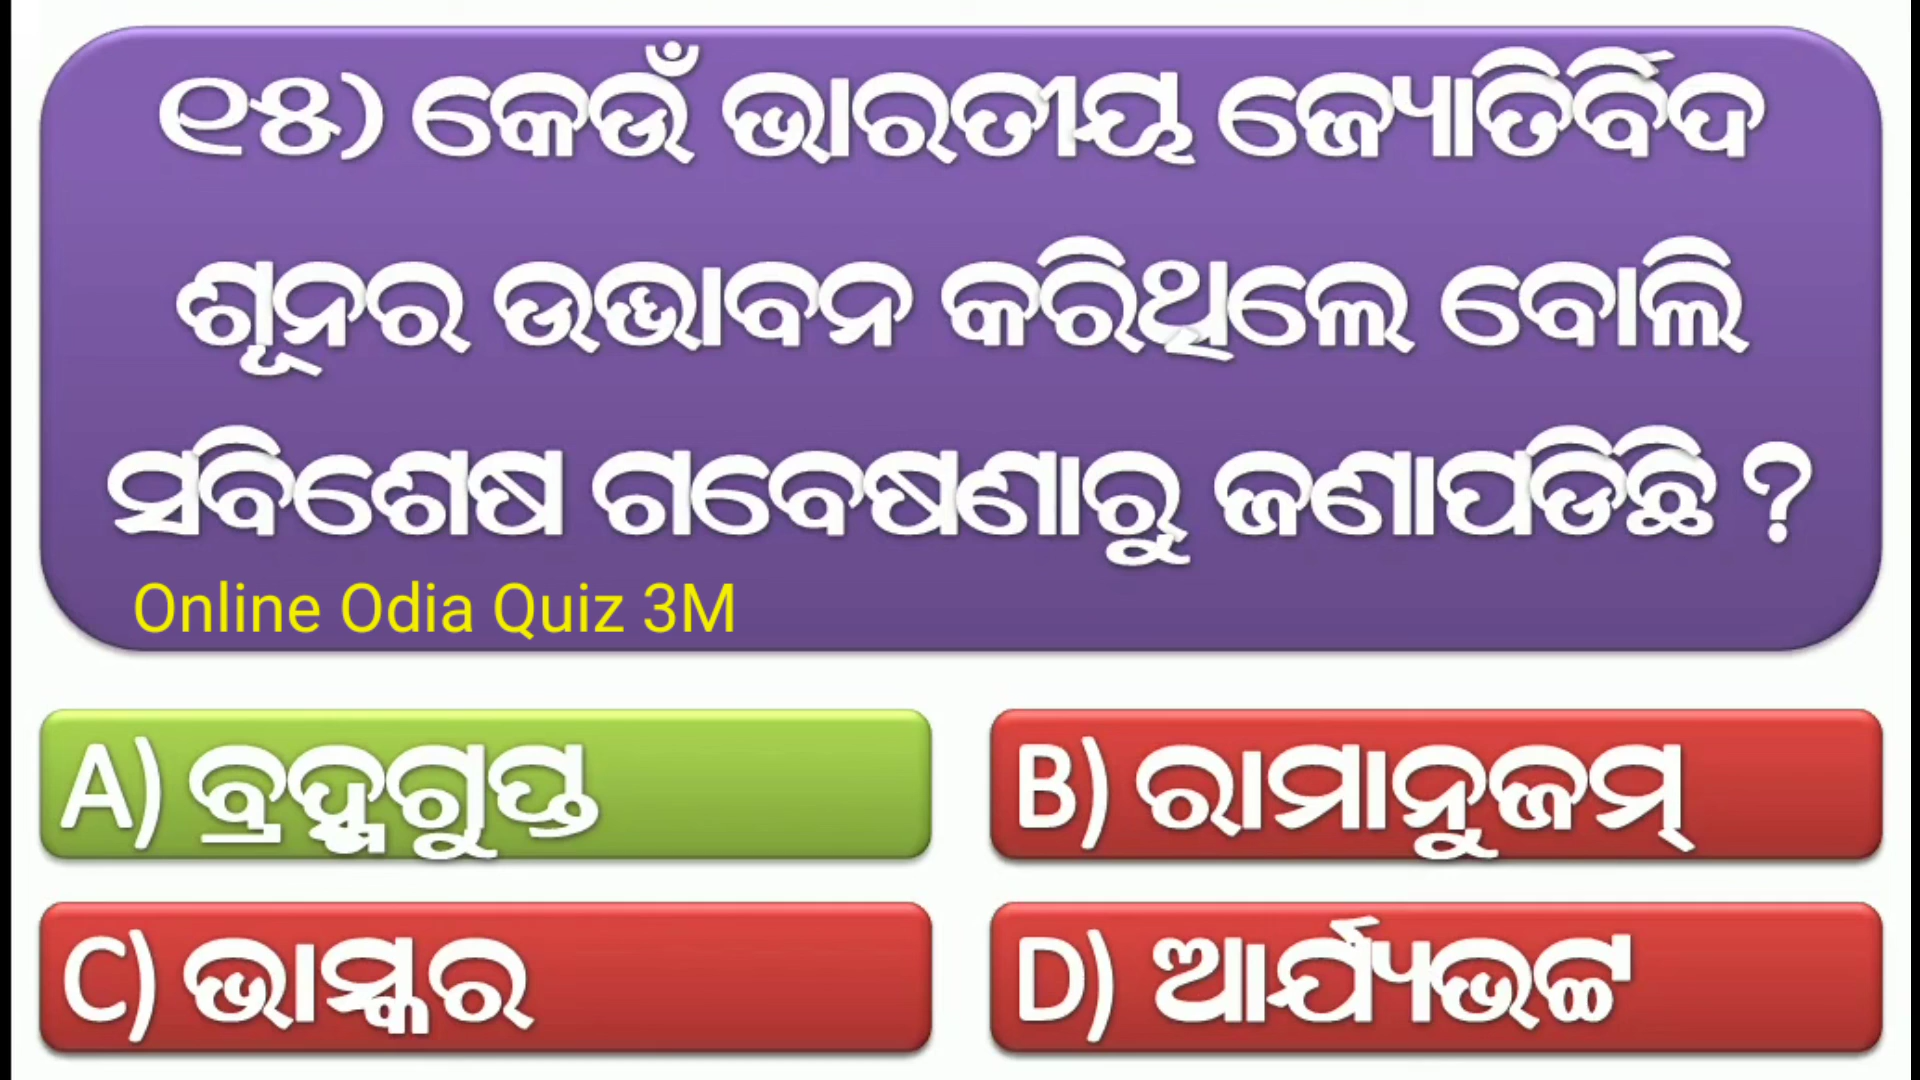 ୧୫) କେଉଁ ଭାରତୀୟ ଜ୍ୟୋତିର୍ବିଦ
ଶୂନର ଉଦ୍ଭାବନ କରିଥିଲେ ବୋଲି
ସବିଶେଷ ଗବେଷଣାରୁ ଜଣାପଡିଛି ?
Online Odia Quiz 3M
A) ବ୍ରହ୍ମଗୁପ୍ତ
B) ରାମାନୁଜମ୍
C) ଭାସ୍କର
D) ଆର୍ଯ୍ୟଭଟ୍ଟ